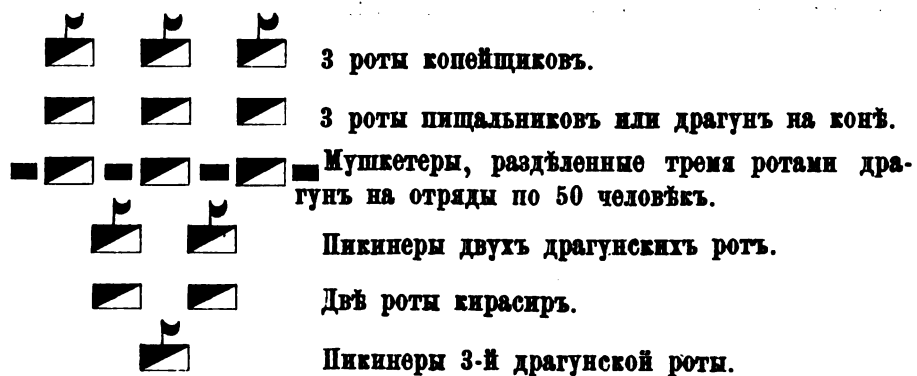 3 роты копейщиковъ.
3 роты пищальниковъ или драгунъ на конѣ.
Мушкетеры, раздѣленные тремя ротами дра-
гунъ на отряды по 50 человѣкъ.
Пикинеры двухъ драгунскихъ ротъ.
Двѣ роты кирасиръ.
Пикинеры 3-й драгунской роты.